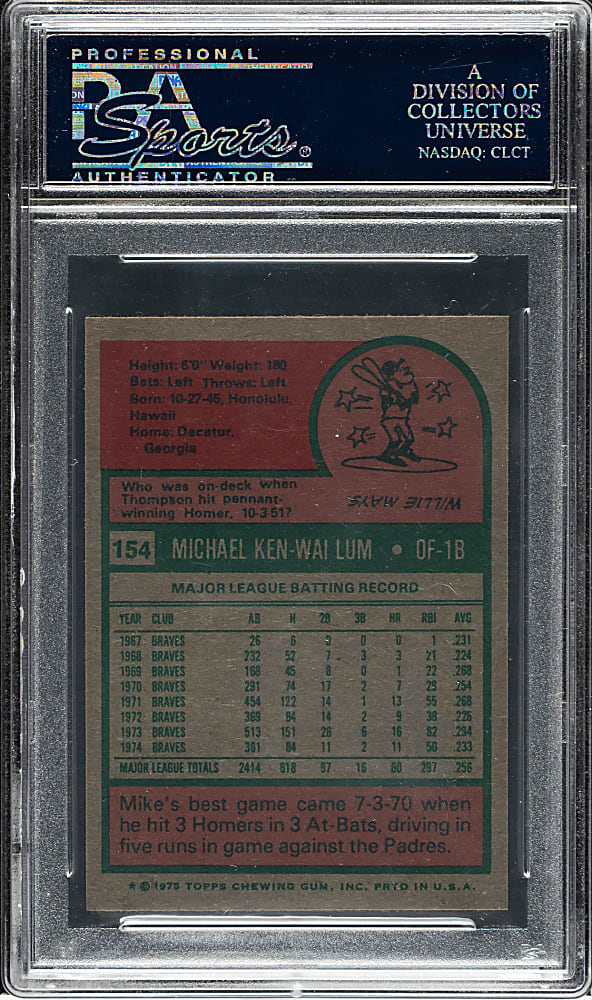 PROFESSIONAL
PSA
Sports ®
AUTHENTICATOR
A
DIVISION OF
COLLECTORS
UNIVERSE
NASDAQ: CLCT
Height: 6'0" Weight: 180
Bats: Left Throws: Left
Born: 10-27-45, Honolulu,
Hawaii
Home: Decatur,
Georgia
Who was on-deck when
Thompson hit pennant-
winning Homer, 10-3-51?
WILLIE MAYS
154 MICHAEL KEN-WAI LUM • OF-1B
MAJOR LEAGUE BATTING RECORD
YEAR CLUB AB H 2B 3B HR RBI AVG
1967 BRAVES 26 6 0 0 1 .231
1968 BRAVES 232 52 7 3 3 21 .224
1969 BRAVES 168 45 8 0 1 22 .268
1970 BRAVES 291 74 17 2 7 28 .254
1971 BRAVES 454 122 14 1 13 55 .268
1972 BRAVES 369 84 14 2 9 38 .228
1973 BRAVES 513 151 26 6 16 82 .294
1974 BRAVES 361 84 11 2 11 50 .233
MAJOR LEAGUE TOTALS 2414 618 97 16 60 297 .256
Mike's best game came 7-3-70 when
he hit 3 Homers in 3 At-Bats, driving in
five runs in game against the Padres.
★ © 1975 TOPPS CHEWING GUM, INC. PRTD IN U.S.A.